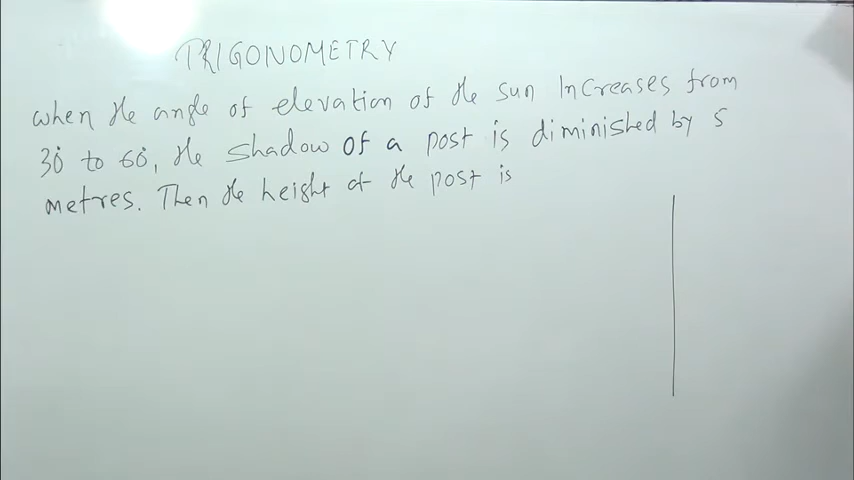 TRIGONOMETRY
when the angle of elevation of the sun Increases from
30° to 60°, the shadow of a post is diminished by 5
metres. Then the height of the post is